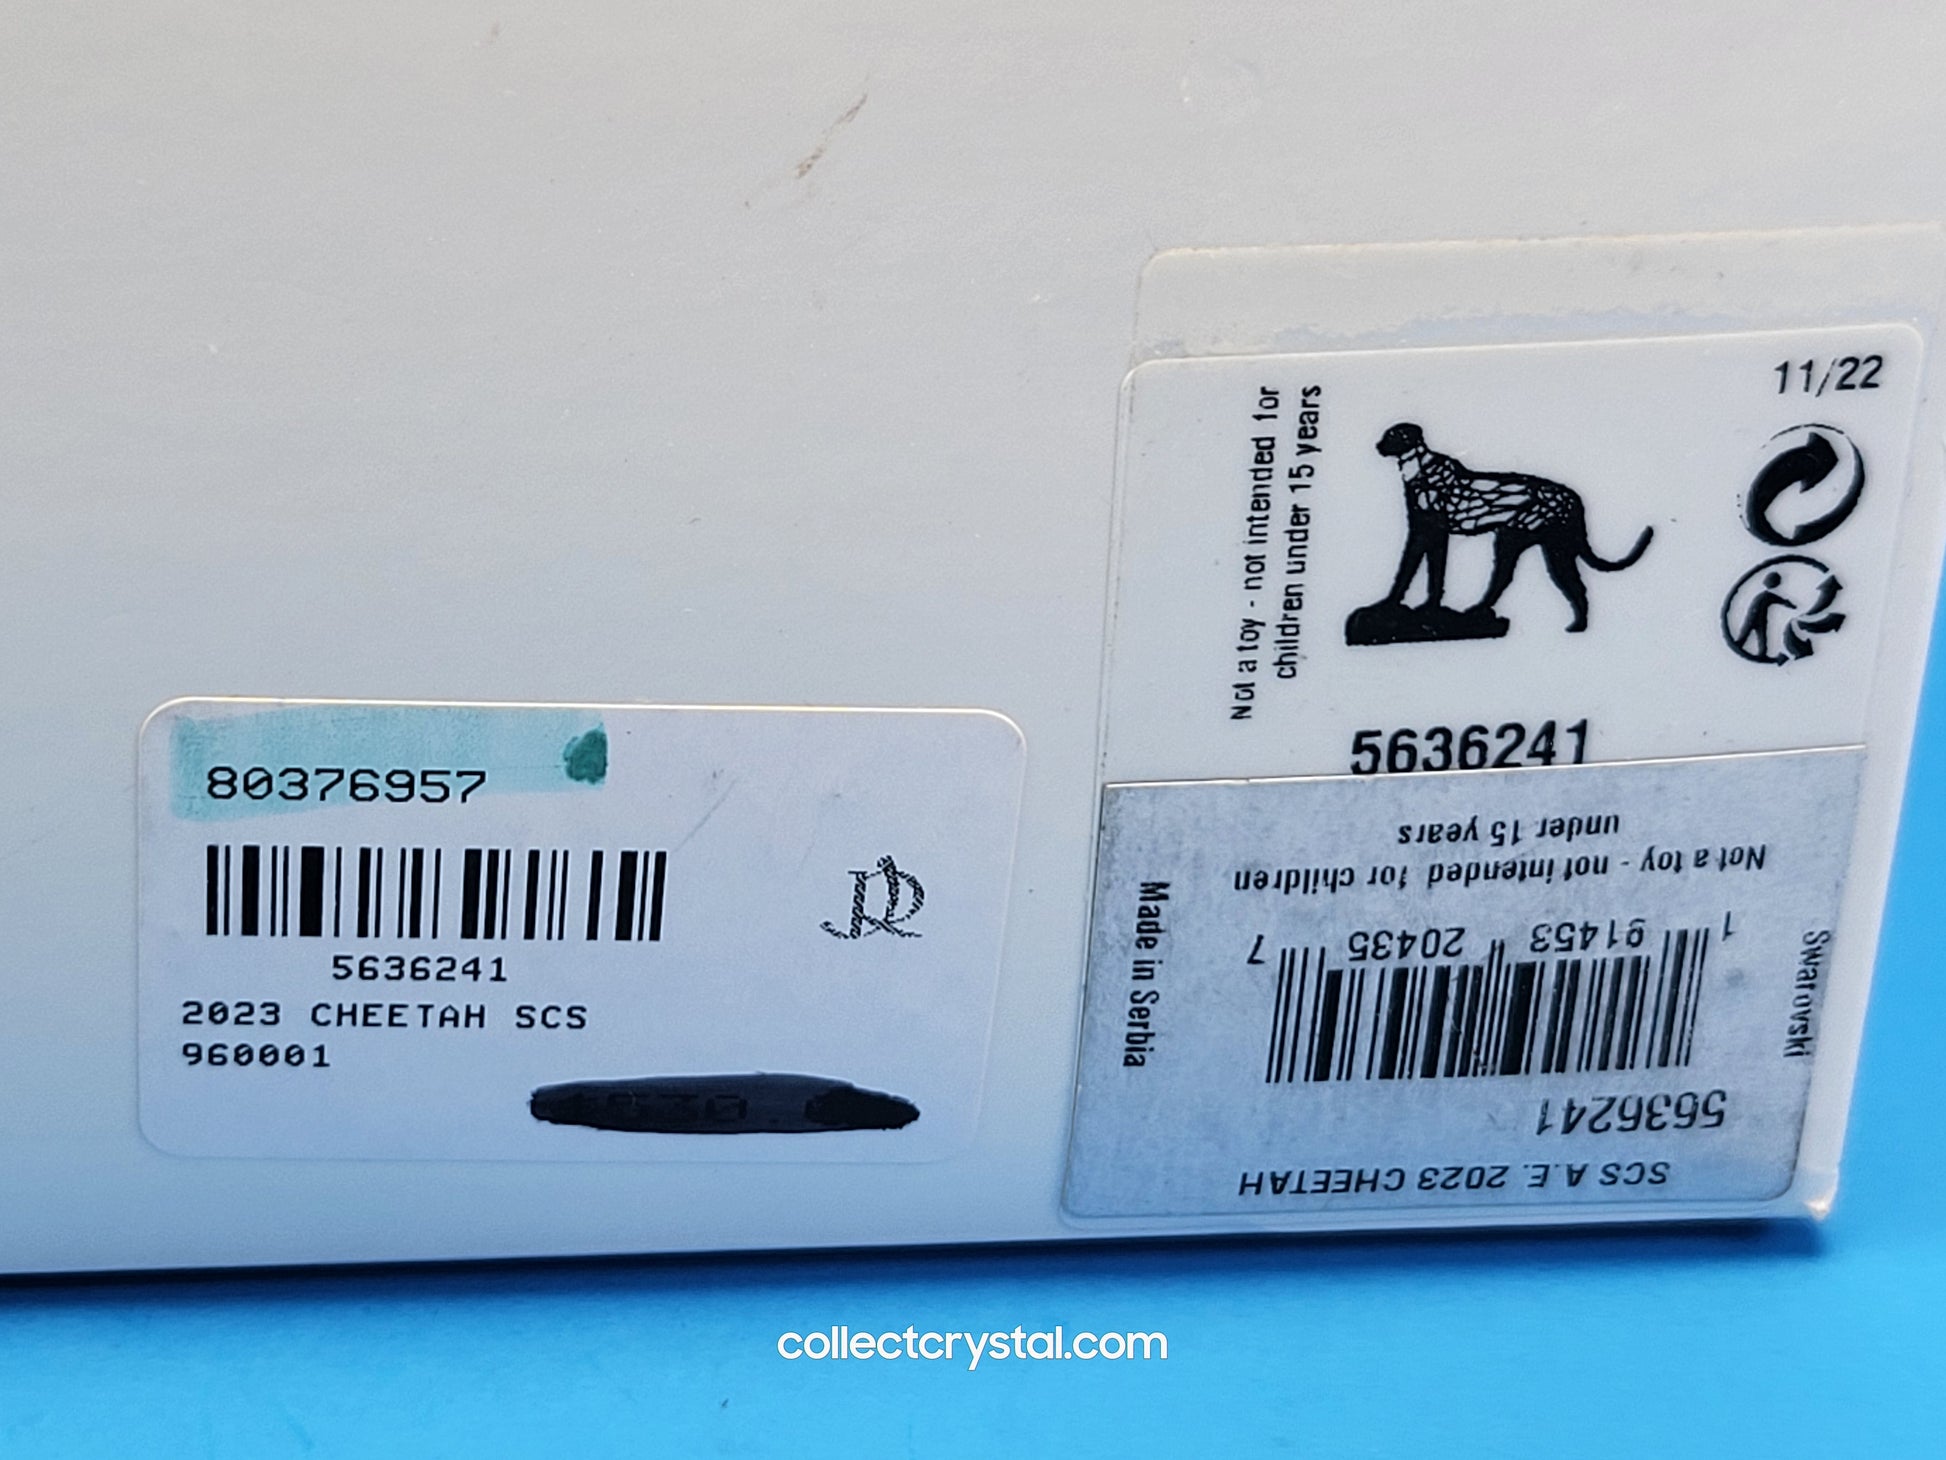 80376957
5636241
2023 CHEETAH SCS
960001
11/22
Not a toy - not intended for
children under 15 years
5636241
SCS A.E. 2023 CHEETAH
5636241
1 91453 20435 7
Not a toy - not intended for children
under 15 years
Made in Serbia
Swarovski
collectcrystal.com